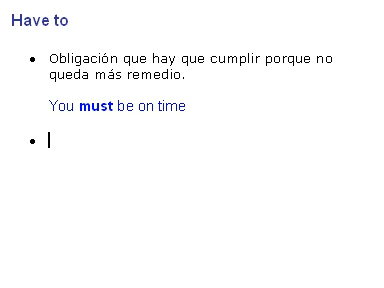 Have to
Obligación que hay que cumplir porque no
queda más remedio.
You must be on time